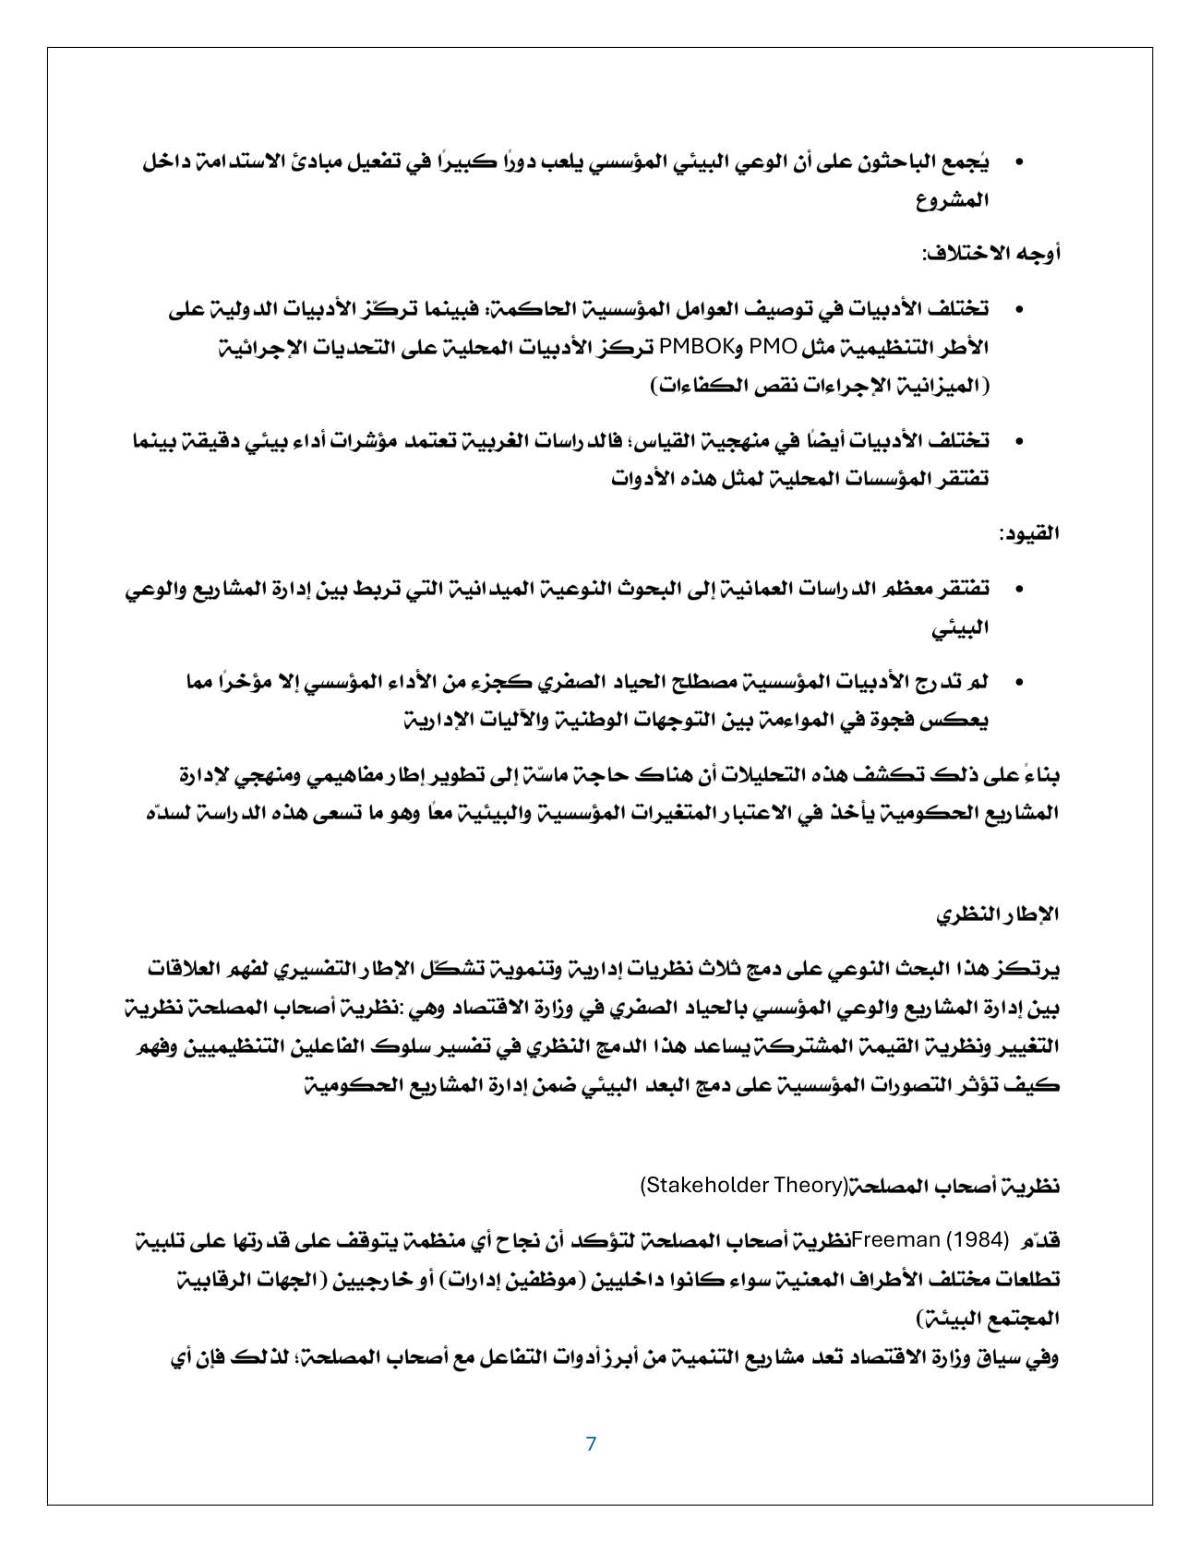 • يُجمع الباحثون على أن الوعي البيئي المؤسسي يلعب دورًا كبيرًا في تفعيل مبادئ الاستدامة داخل
المشروع
أوجه الاختلاف:
• تختلف الأدبيات في توصيف العوامل المؤسسية الحاكمة؛ فبينما تركّز الأدبيات الدولية على
الأطر التنظيمية مثل PMO وPMBOK تركز الأدبيات المحلية على التحديات الإجرائية
(الميزانية الإجراءات نقص الكفاءات)
• تختلف الأدبيات أيضًا في منهجية القياس؛ فالدراسات الغربية تعتمد مؤشرات أداء بيئي دقيقة بينما
تفتقر المؤسسات المحلية لمثل هذه الأدوات
القيود:
• تفتقر معظم الدراسات العمانية إلى البحوث النوعية الميدانية التي تربط بين إدارة المشاريع والوعي
البيئي
• لم تدرج الأدبيات المؤسسية مصطلح الحياد الصفري كجزء من الأداء المؤسسي إلا مؤخرًا مما
يعكس فجوة في المواءمة بين التوجهات الوطنية والآليات الإدارية
بناءً على ذلك تكشف هذه التحليلات أن هناك حاجة ماسّة إلى تطوير إطار مفاهيمي ومنهجي لإدارة
المشاريع الحكومية يأخذ في الاعتبار المتغيرات المؤسسية والبيئية معًا وهو ما تسعى هذه الدراسة لسدّه
الإطار النظري
يرتكز هذا البحث النوعي على دمج ثلاث نظريات إدارية وتنموية تشكّل الإطار التفسيري لفهم العلاقات
بين إدارة المشاريع والوعي المؤسسي بالحياد الصفري في وزارة الاقتصاد وهي :نظرية أصحاب المصلحة نظرية
التغيير ونظرية القيمة المشتركة يساعد هذا الدمج النظري في تفسير سلوك الفاعلين التنظيميين وفهم
كيف تؤثر التصورات المؤسسية على دمج البعد البيئي ضمن إدارة المشاريع الحكومية
نظرية أصحاب المصلحة(Stakeholder Theory)
قدّم Freeman (1984)نظرية أصحاب المصلحة لتؤكد أن نجاح أي منظمة يتوقف على قدرتها على تلبية
تطلعات مختلف الأطراف المعنية سواء كانوا داخليين (موظفين إدارات) أو خارجيين (الجهات الرقابية
المجتمع البيئة)
وفي سياق وزارة الاقتصاد تعد مشاريع التنمية من أبرز أدوات التفاعل مع أصحاب المصلحة؛ لذلك فإن أي
7